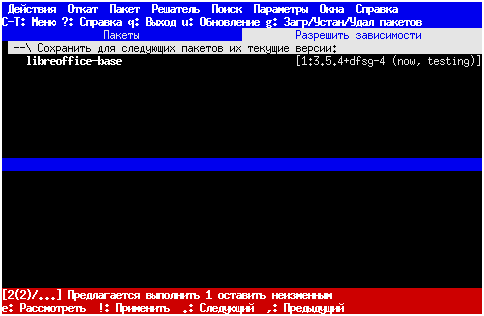 Действия Откат Пакет Решатель Поиск Параметры Окна Справка
C-T: Меню ?: Справка q: Выход u: Обновление g: Загр/Устан/Удал пакетов
Пакеты Разрешить зависимости
--\ Сохранить для следующих пакетов их текущие версии:
libreoffice-base [1:3.5.4+dfsg-4 (now, testing)]
[2(2)/...] Предлагается выполнить 1 оставить неизменным
e: Рассмотреть !: Применить .: Следующий ,: Предыдущий